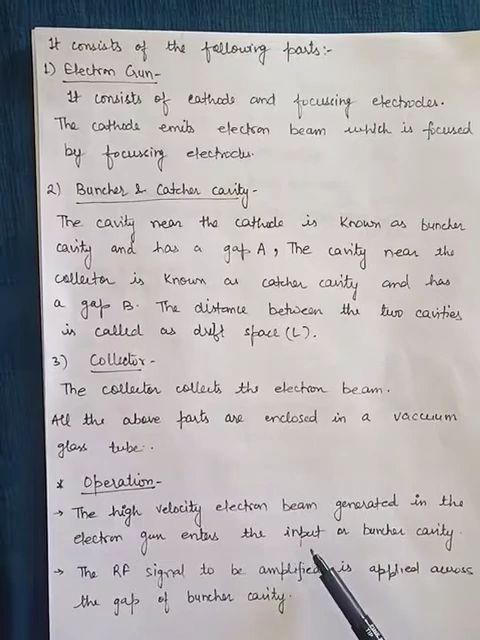 It consists of the following parts:-
1) Electron Gun-
It consists of cathode and focussing electrodes.
The cathode emits electron beam which is focused
by focussing electrodes.
2) Buncher & Catcher cavity-
The cavity near the cathode is known as buncher
cavity and has a gap A, The cavity near the
collector is known as catcher cavity and has
a gap B. The distance between the two cavities
is called as drift space (L).
3) Collector-
The collector collects the electron beam.
All the above parts are enclosed in a vaccuum
glass tube.
* Operation-
→ The high velocity electron beam generated in the
electron gun enters the input or buncher cavity.
→ The RF signal to be amplified is applied across
the gap of buncher cavity.